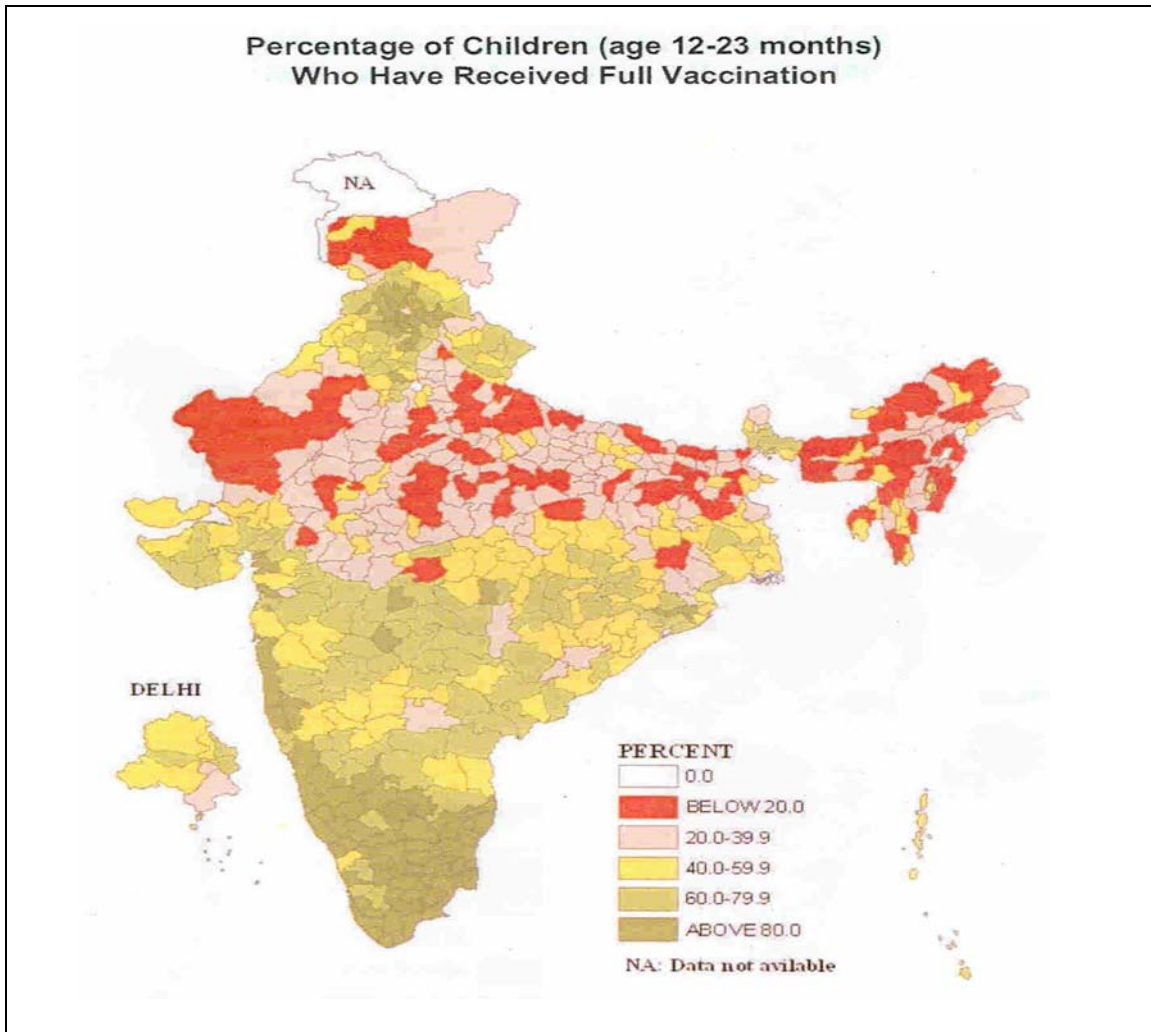 Percentage of Children (age 12-23 months)
Who Have Received Full Vaccination
NA
DELHI
PERCENT
0.0
BELOW 20.0
20.0-39.9
40.0-59.9
60.0-79.9
ABOVE 80.0
NA: Data not avilable